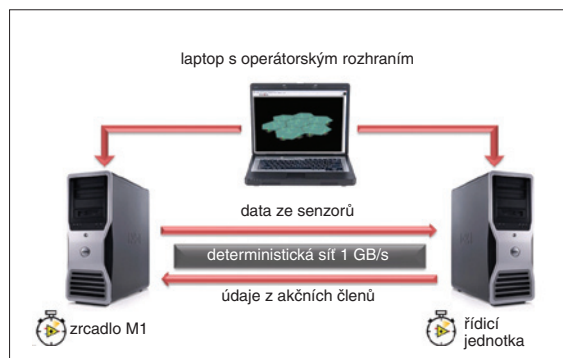 laptop s operátorským rozhraním
data ze senzorů
deterministická síť 1 GB/s
údaje z akčních členů
zrcadlo M1
řídicí
jednotka